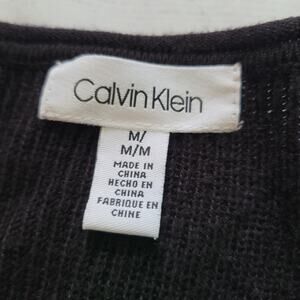 Calvin Klein
M/
M/M
MADE IN
CHINA
HECHO EN
CHINA
FABRIQUE EN
CHINE